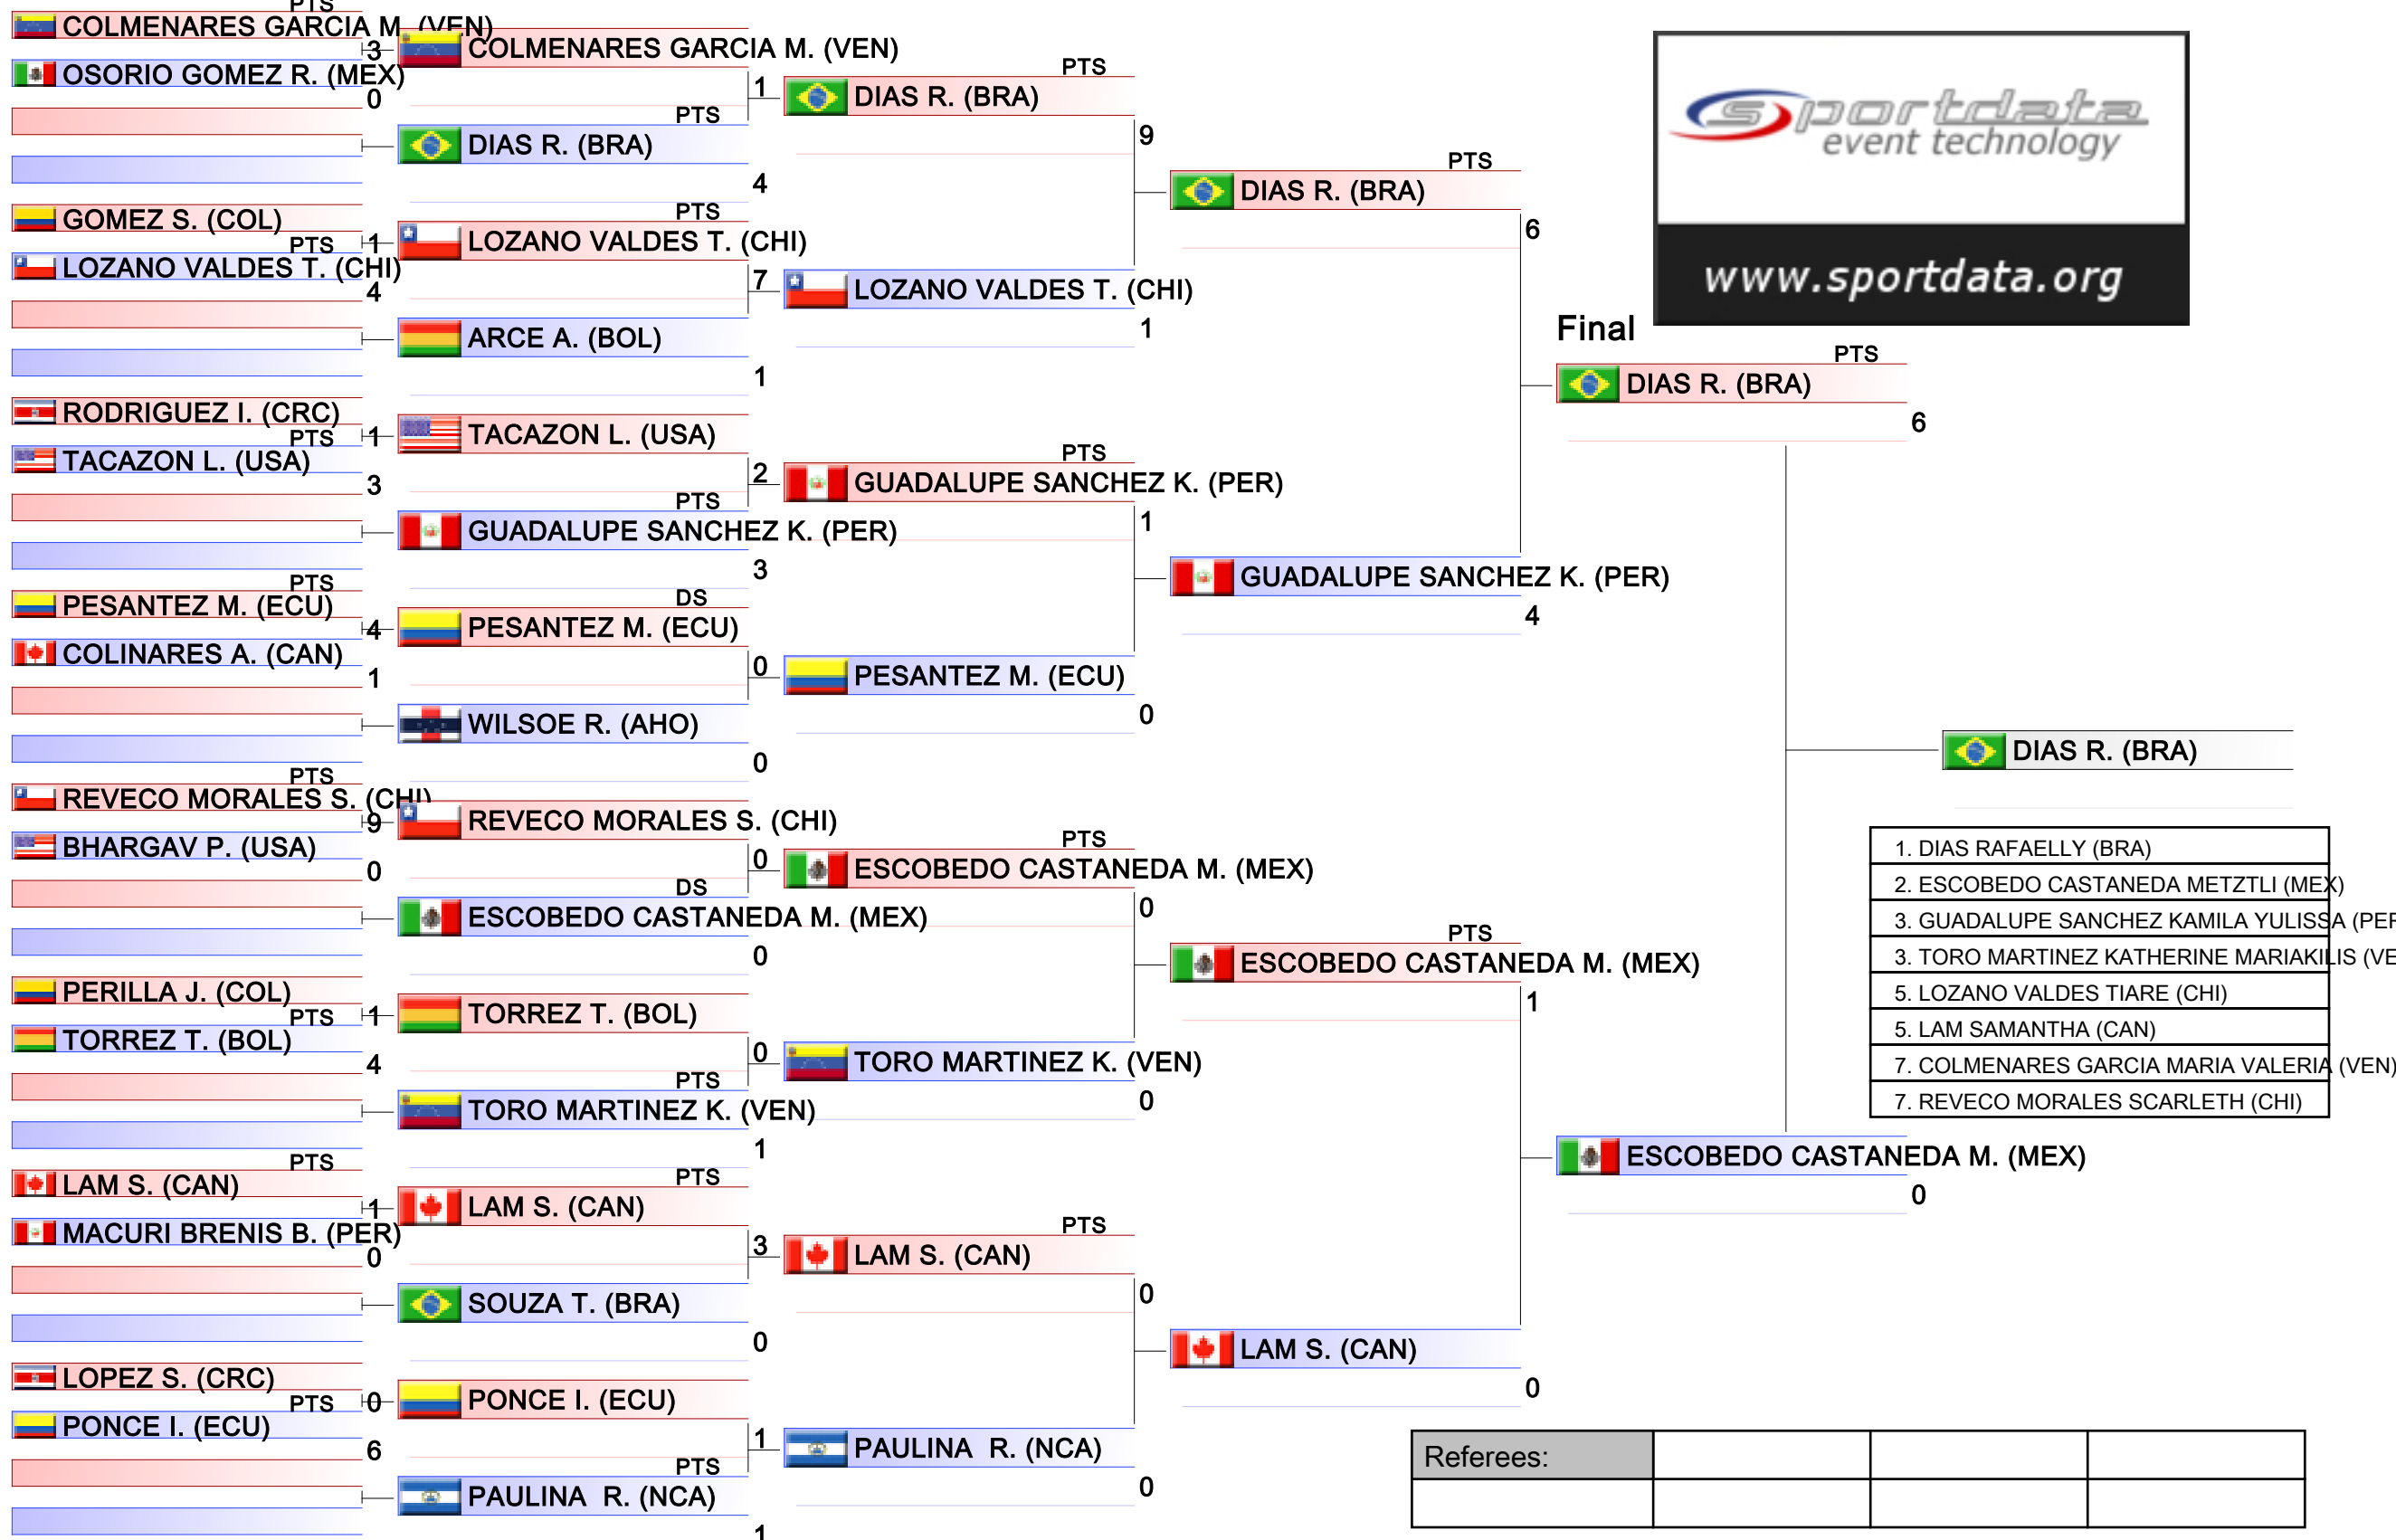 PTS
COLMENARES GARCIA M. (VEN)
3
OSORIO GOMEZ R. (MEX)
0
GOMEZ S. (COL)
PTS
1
LOZANO VALDES T. (CHI)
4
RODRIGUEZ I. (CRC)
PTS
1
TACAZON L. (USA)
3
PTS
PESANTEZ M. (ECU)
4
COLINARES A. (CAN)
1
PTS
REVECO MORALES S. (CHI)
9
BHARGAV P. (USA)
0
PERILLA J. (COL)
PTS
1
TORREZ T. (BOL)
4
PTS
LAM S. (CAN)
1
MACURI BRENIS B. (PER)
0
LOPEZ S. (CRC)
PTS
0
PONCE I. (ECU)
6
COLMENARES GARCIA M. (VEN)
1
PTS
DIAS R. (BRA)
4
PTS
LOZANO VALDES T. (CHI)
7
ARCE A. (BOL)
1
TACAZON L. (USA)
2
PTS
GUADALUPE SANCHEZ K. (PER)
3
DS
PESANTEZ M. (ECU)
0
WILSOE R. (AHO)
0
REVECO MORALES S. (CHI)
0
DS
ESCOBEDO CASTANEDA M. (MEX)
0
TORREZ T. (BOL)
0
PTS
TORO MARTINEZ K. (VEN)
1
PTS
LAM S. (CAN)
3
SOUZA T. (BRA)
0
PONCE I. (ECU)
1
PTS
PAULINA R. (NCA)
1
PTS
DIAS R. (BRA)
9
LOZANO VALDES T. (CHI)
1
PTS
GUADALUPE SANCHEZ K. (PER)
1
PESANTEZ M. (ECU)
0
PTS
ESCOBEDO CASTANEDA M. (MEX)
0
TORO MARTINEZ K. (VEN)
0
PTS
LAM S. (CAN)
0
PAULINA R. (NCA)
0
PTS
DIAS R. (BRA)
6
GUADALUPE SANCHEZ K. (PER)
4
PTS
ESCOBEDO CASTANEDA M. (MEX)
1
LAM S. (CAN)
0
sportdata
event technology
www.sportdata.org
Final
PTS
DIAS R. (BRA)
6
ESCOBEDO CASTANEDA M. (MEX)
0
DIAS R. (BRA)
1. DIAS RAFAELLY (BRA)
2. ESCOBEDO CASTANEDA METZTLI (MEX)
3. GUADALUPE SANCHEZ KAMILA YULISSA (PER
3. TORO MARTINEZ KATHERINE MARIAKILIS (VE
5. LOZANO VALDES TIARE (CHI)
5. LAM SAMANTHA (CAN)
7. COLMENARES GARCIA MARIA VALERIA (VEN)
7. REVECO MORALES SCARLETH (CHI)
Referees: